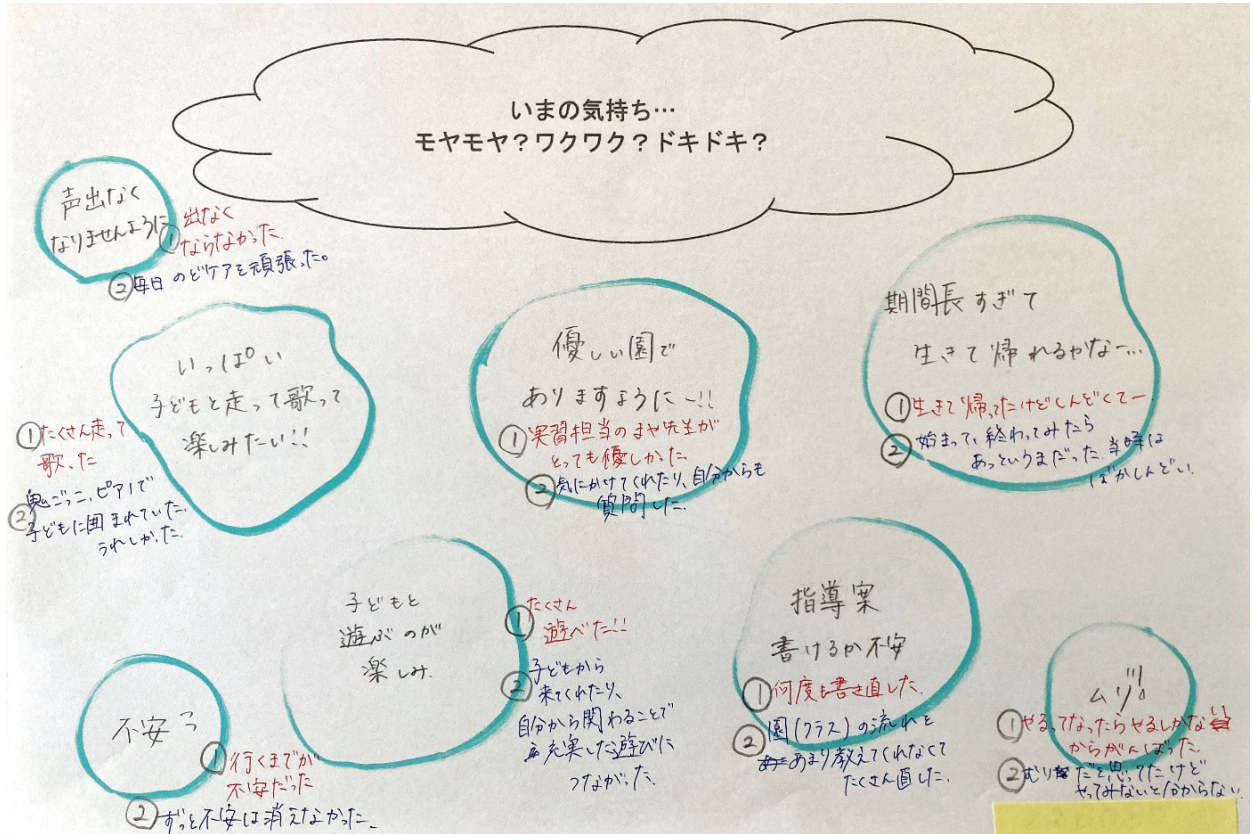 いまの気持ち…
モヤモヤ？ワクワク？ドキドキ？
声出なく
なりませんように
① 出なく
ならなかった.
② 毎日 のどケアを頑張った。
いっぱい
子どもと走って歌って
楽しみたい!!
① たくさん走って
歌った
② 鬼ごっこ、ピアノで
子どもに囲まれていた.
うれしかった.
優しい園で
ありますようにー!!
① 実習担当のまや先生が
とっても優しかった.
② 気にかけてくれたり、自分からも
質問した.
期間長すぎて
生きて帰れるかなー…
① 生きて帰ったけどしんどくてー
② 始まって、終わってみたら
あっというまだった. 当時は
ばかしんどい.
子どもと
遊ぶのが
楽しみ.
① たくさん
遊べた!!
② 子どもから
来てくれたり、
自分から関わることで
充実した遊びに
つながった.
指導案
書けるか不安
① 何度も書き直した.
② 園(クラス)の流れを
あまり教えてくれなくて
たくさん直した.
不安っ
① 行くまでが
不安だった
② ずっと不安は消えなかった.
ムリ!!
① やるってなったらやるしかない
からがんばった.
② むりだと思ってたけど
やってみないと分からない.